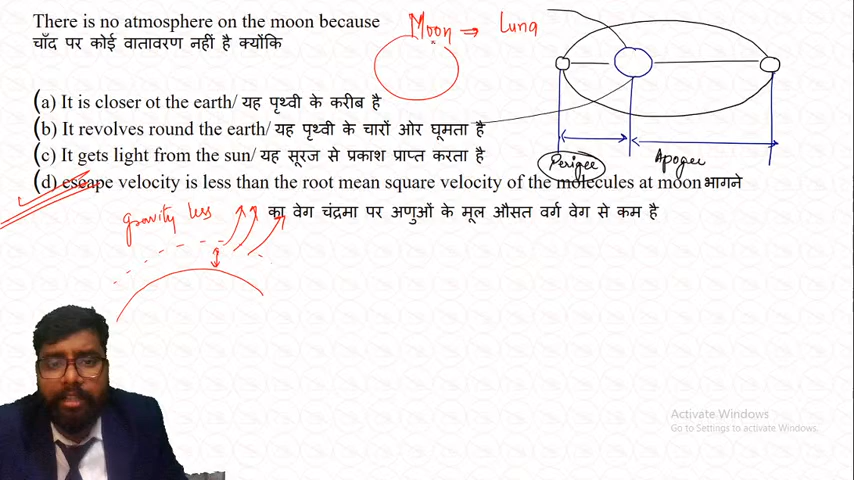 There is no atmosphere on the moon because
चाँद पर कोई वातावरण नहीं है क्योंकि
Moon ⇒ Luna
(a) It is closer ot the earth/ यह पृथ्वी के करीब है
(b) It revolves round the earth/ यह पृथ्वी के चारों ओर घूमता है
(c) It gets light from the sun/ यह सूरज से प्रकाश प्राप्त करता है
Perigee
Apogee
(d) escape velocity is less than the root mean square velocity of the molecules at moon भागने
का वेग चंद्रमा पर अणुओं के मूल औसत वर्ग वेग से कम है
gravity less
Activate Windows
Go to Settings to activate Windows.